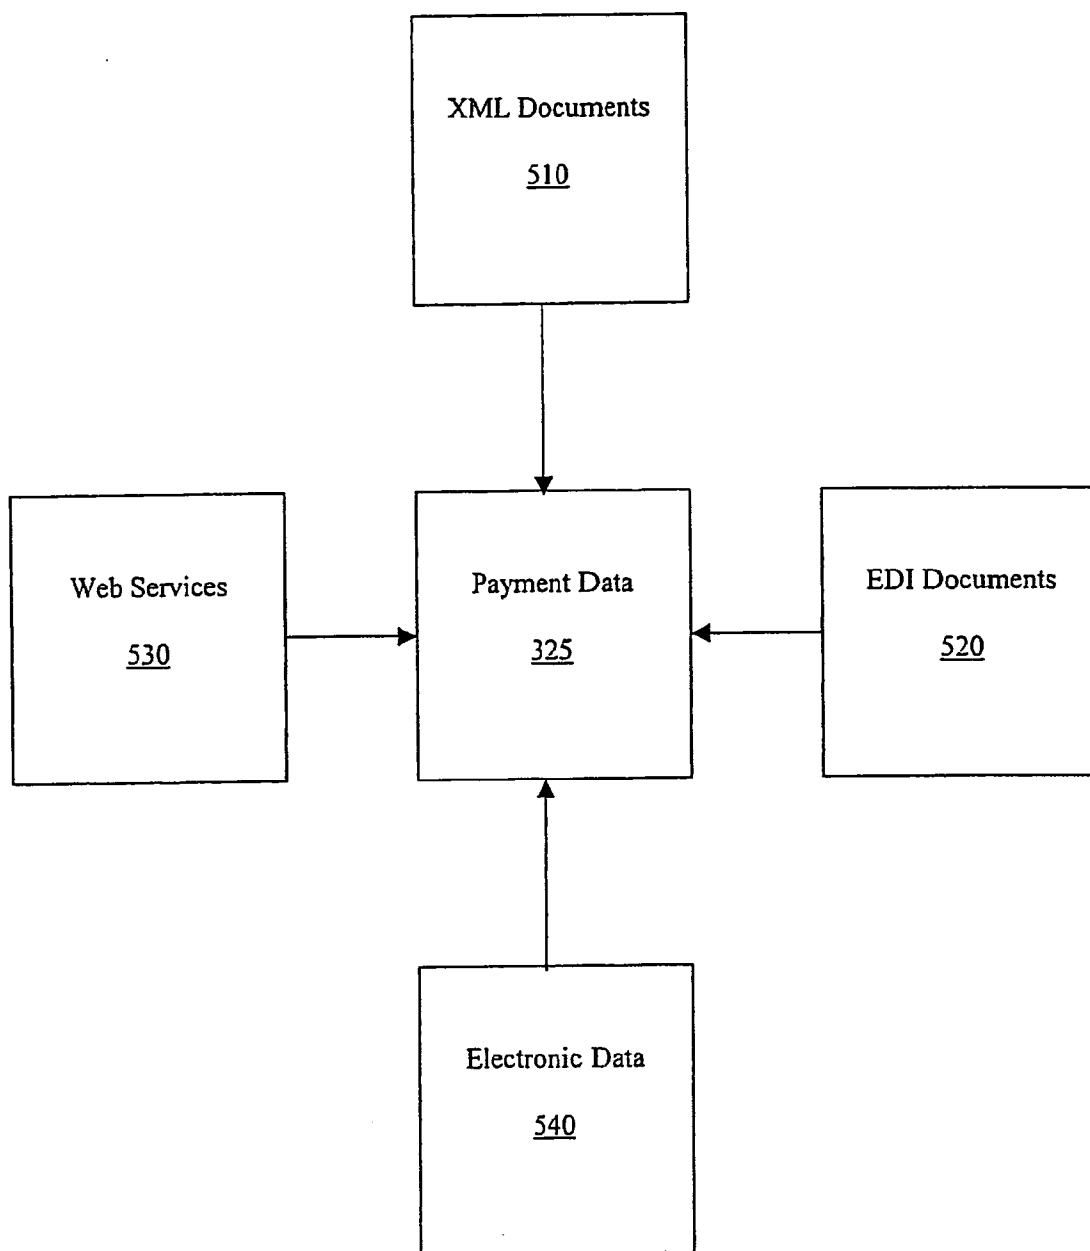 XML Documents
510
Web Services
530
Payment Data
325
EDI Documents
520
Electronic Data
540